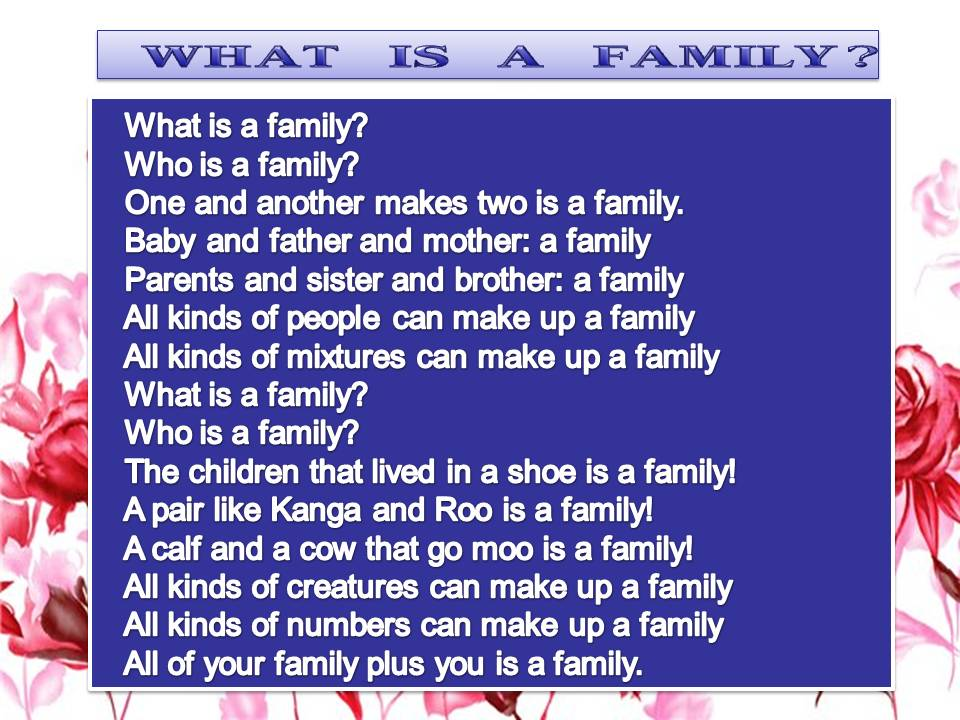 WHAT IS A FAMILY?
What is a family?
Who is a family?
One and another makes two is a family.
Baby and father and mother: a family
Parents and sister and brother: a family
All kinds of people can make up a family
All kinds of mixtures can make up a family
What is a family?
Who is a family?
The children that lived in a shoe is a family!
A pair like Kanga and Roo is a family!
A calf and a cow that go moo is a family!
All kinds of creatures can make up a family
All kinds of numbers can make up a family
All of your family plus you is a family.